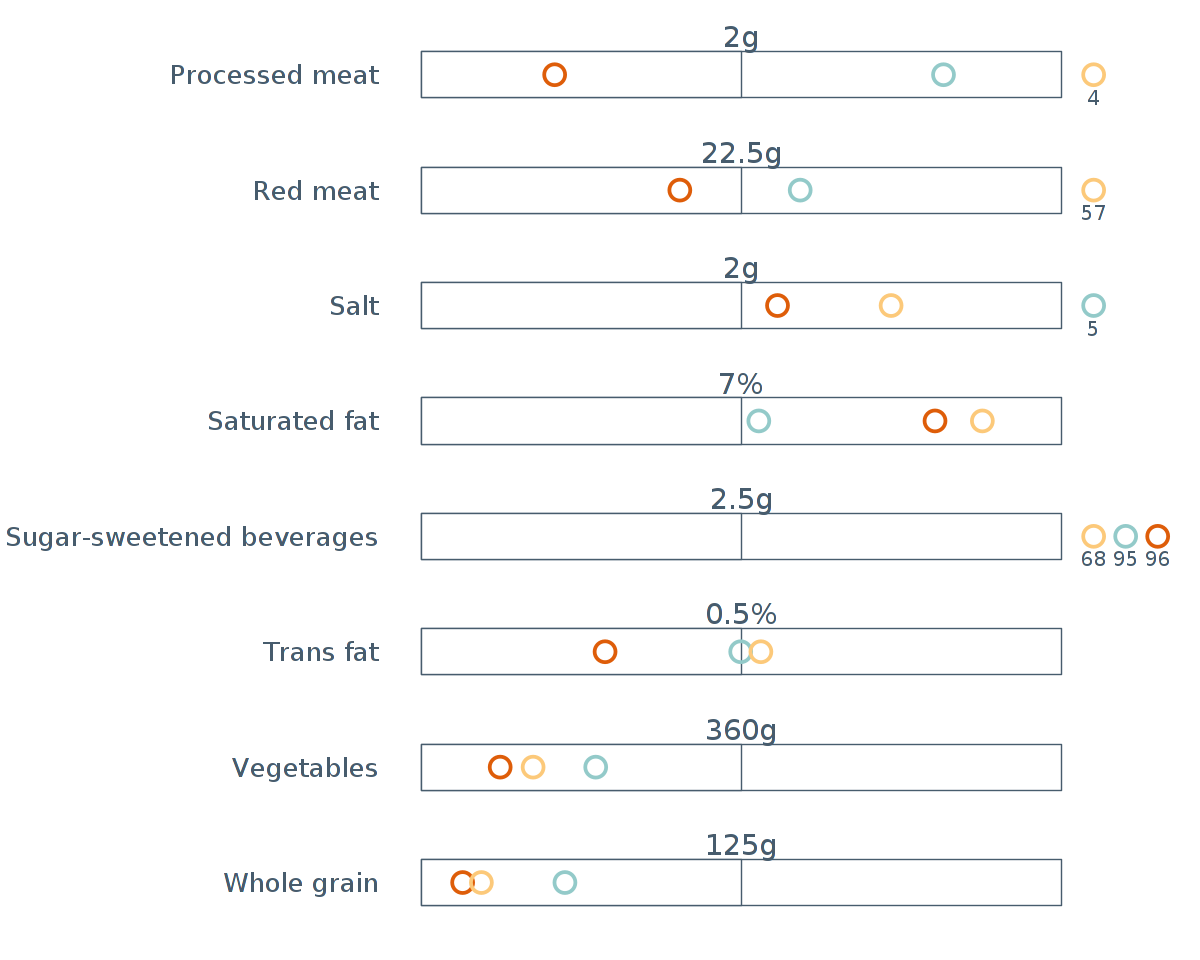 2g
Processed meat
4
22.5g
Red meat
57
2g
Salt
5
7%
Saturated fat
2.5g
Sugar-sweetened beverages
68 95 96
0.5%
Trans fat
360g
Vegetables
125g
Whole grain